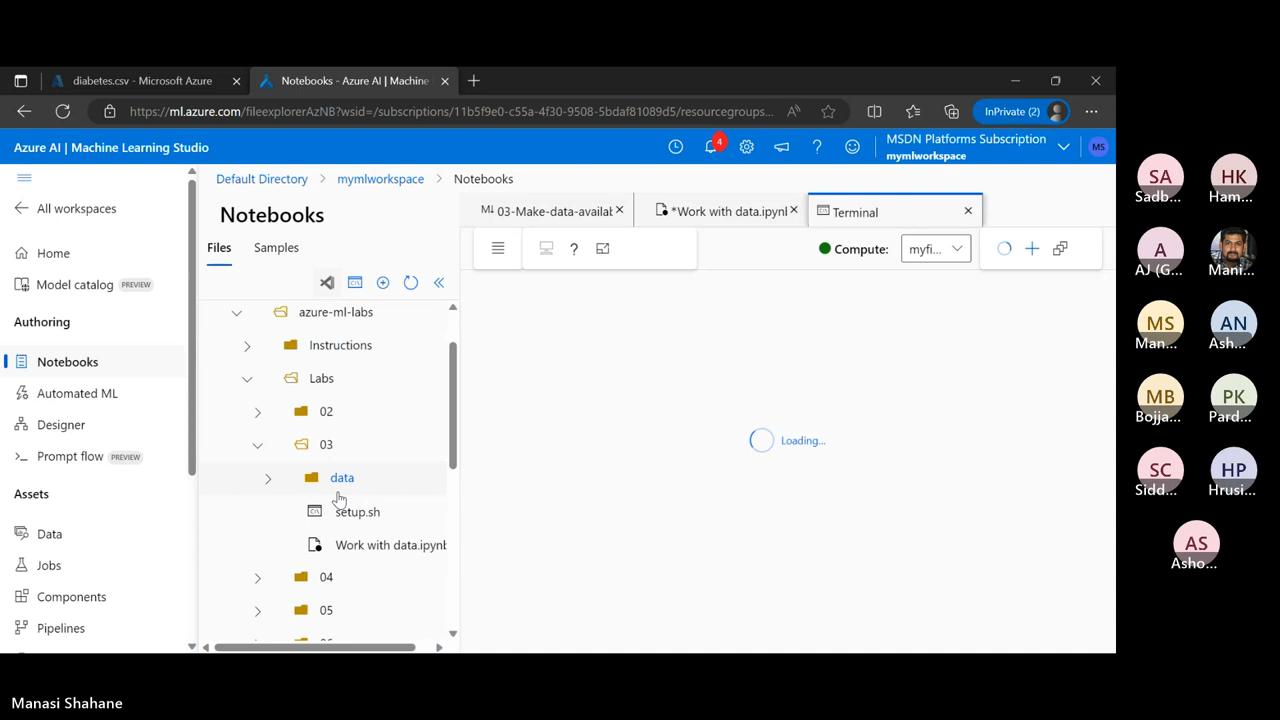 diabetes.csv - Microsoft Azure
Notebooks - Azure AI | Machine
https://ml.azure.com/fileexplorerAzNB?wsid=/subscriptions/11b5f9e0-c55a-4f30-9508-5bdaf81089d5/resourcegroups...
InPrivate (2)
Azure AI | Machine Learning Studio
4
MSDN Platforms Subscription
mymlworkspace
MS
All workspaces
Home
Model catalog PREVIEW
Authoring
Notebooks
Automated ML
Designer
Prompt flow PREVIEW
Assets
Data
Jobs
Components
Pipelines
Default Directory
mymlworkspace
Notebooks
Notebooks
Files
Samples
azure-ml-labs
Instructions
Labs
02
03
data
setup.sh
Work with data.ipynb
04
05
03-Make-data-availat
*Work with data.ipynl
Terminal
Compute:
myfi...
Loading...
SA
Sadb...
HK
Ham...
A
AJ (G...
Mani...
MS
Man...
AN
Ash...
MB
Bojja...
PK
Pard...
SC
Sidd...
HP
Hrusi...
AS
Asho...
Manasi Shahane